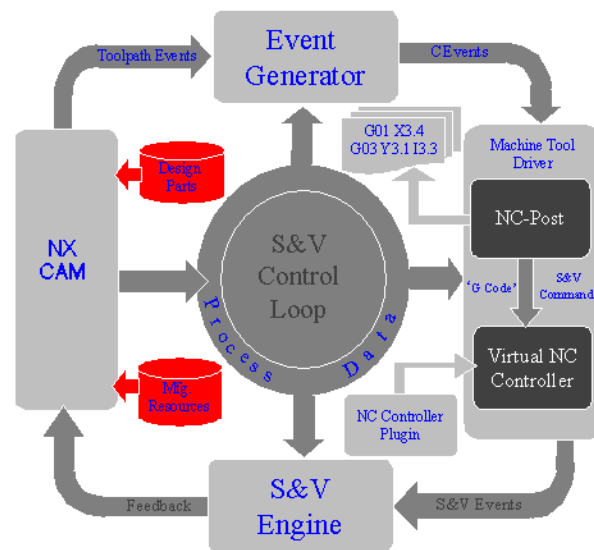 Toolpath Events
Event
Generator
CEvents
G01 X3.4
G03 Y3.1 I3.3
Machine Tool
Driver
Design
Parts
NC-Post
NX
CAM
S&V
Control
Loop
Process Data
'G Code'
S&V
Command
Virtual NC
Controller
Mfg.
Resources
NC Controller
Plugin
Feedback
S&V
Engine
S&V Events